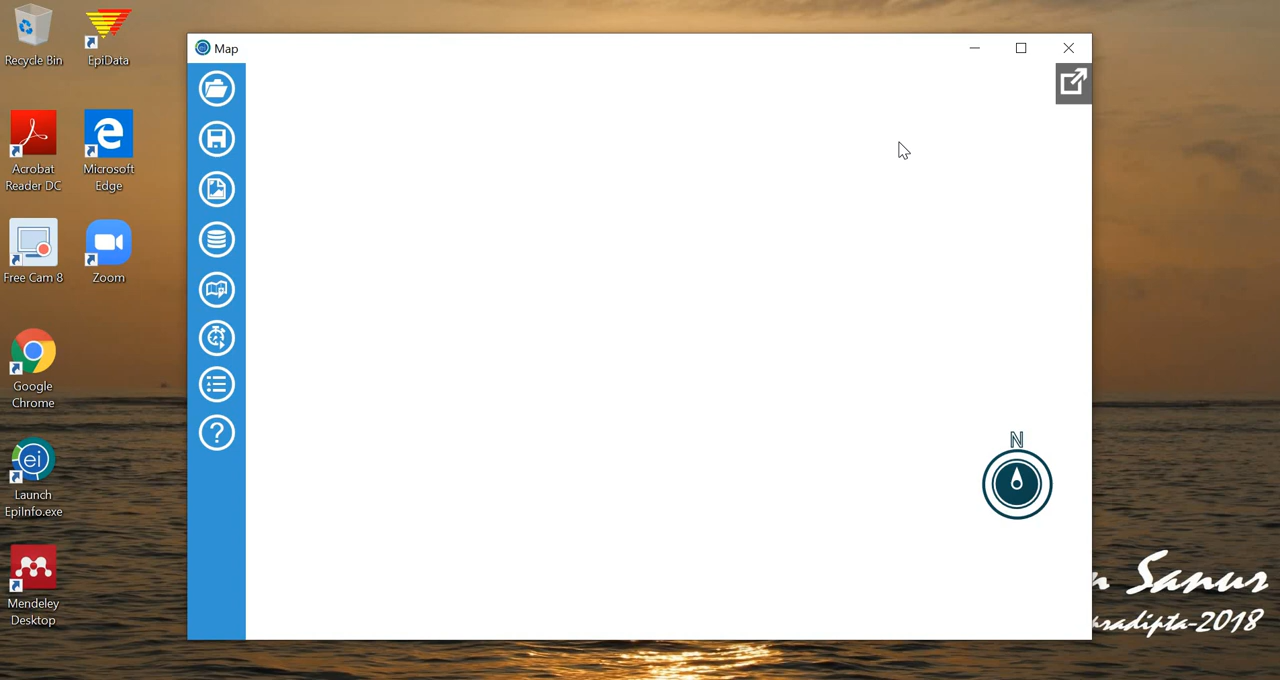 Recycle Bin
EpiData
Acrobat
Reader DC
Microsoft
Edge
Free Cam 8
Zoom
Google
Chrome
ei
Launch
EpiInfo.exe
Mendeley
Desktop
Map
N
Sanur
-2018